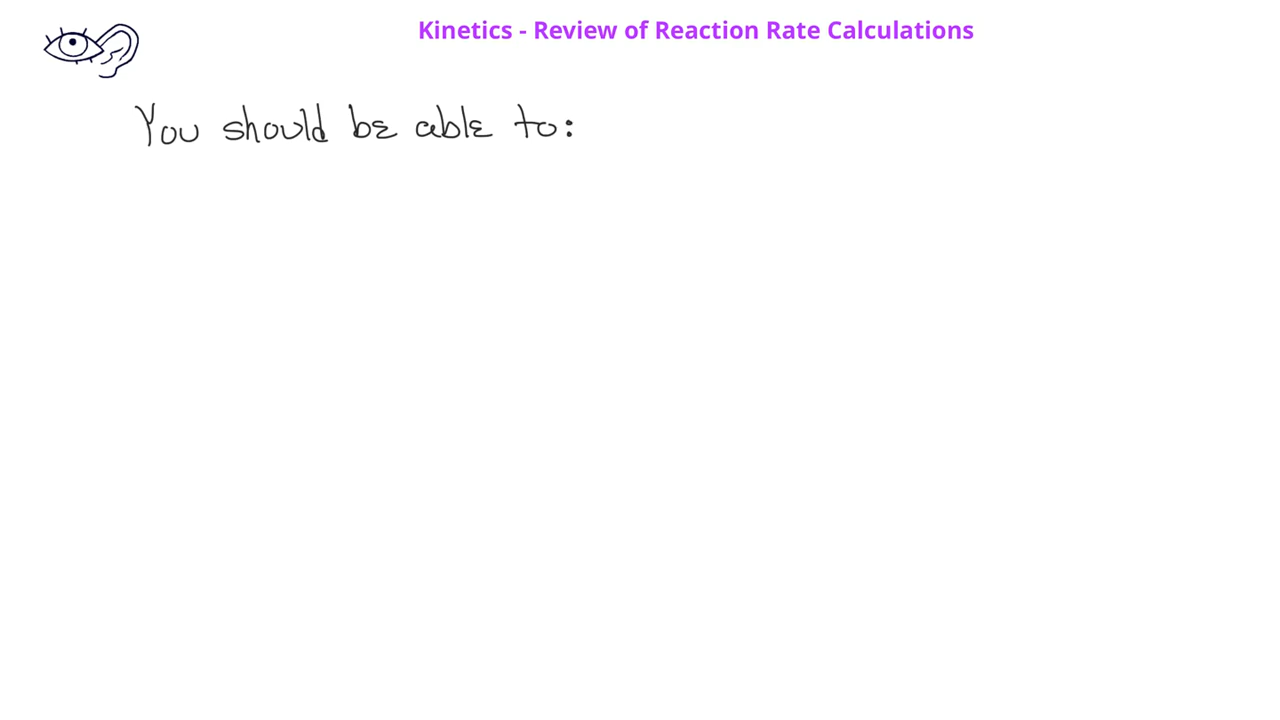 Kinetics - Review of Reaction Rate Calculations
You should be able to: